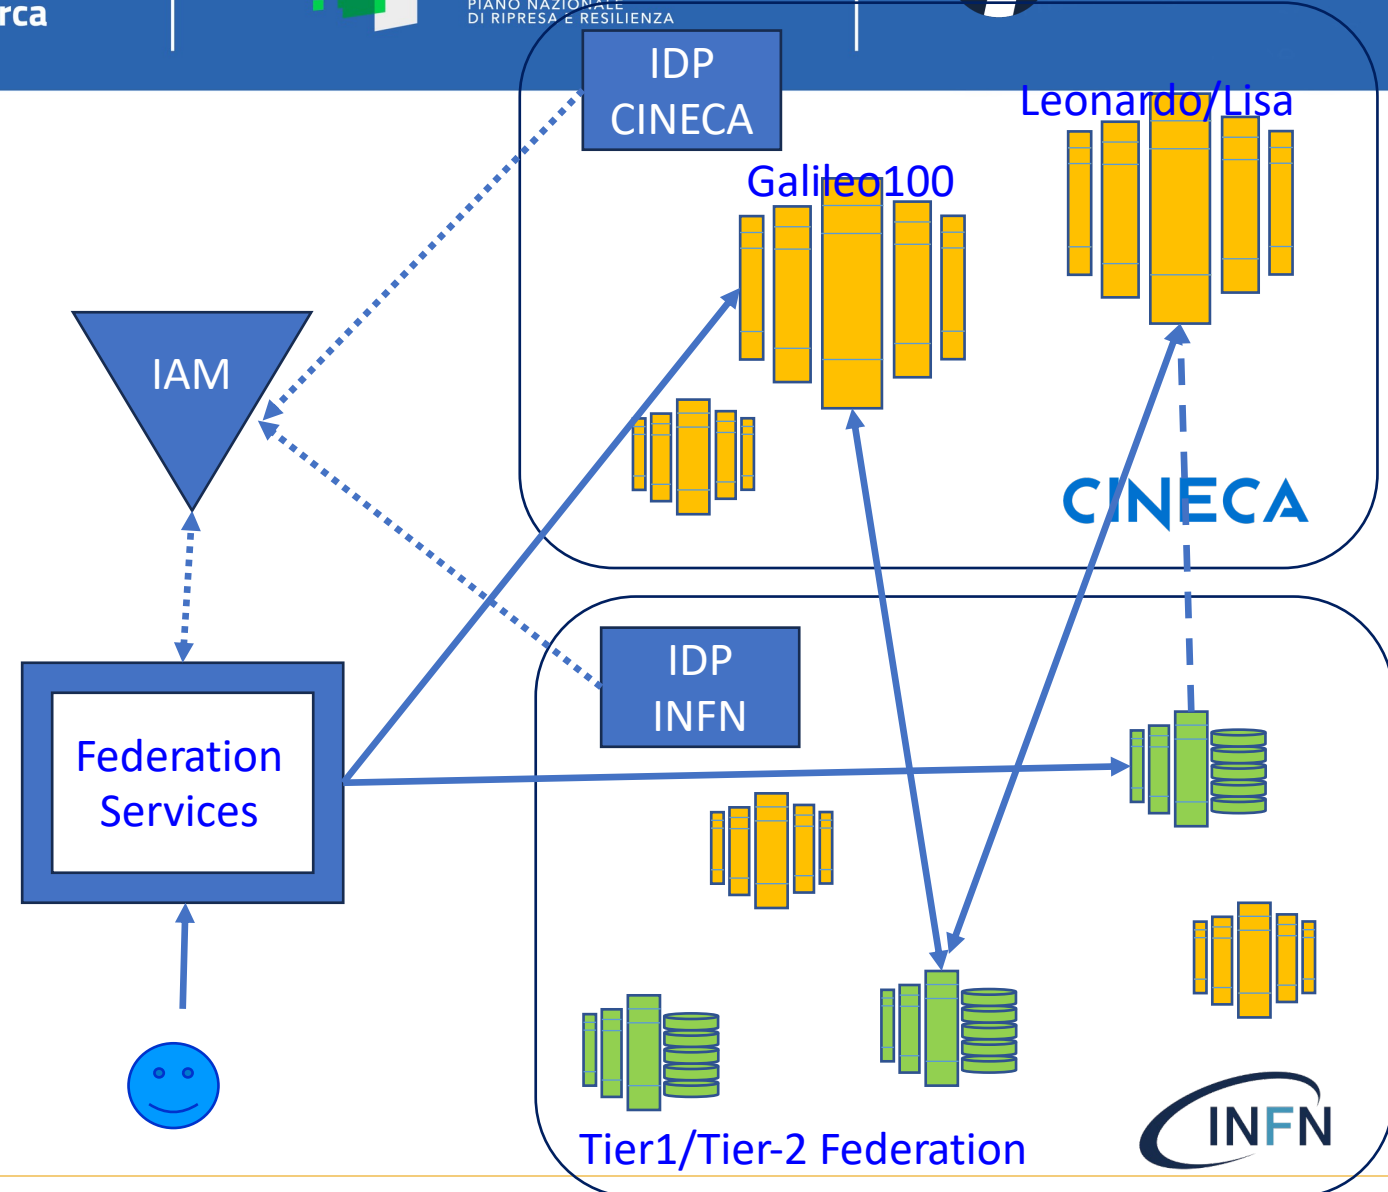 rca
PIANO NAZIONALE
DI RIPRESA E RESILIENZA
IDP
CINECA
Leonardo/Lisa
Galileo100
IAM
CINECA
IDP
INFN
Federation
Services
Tier1/Tier-2 Federation
INFN